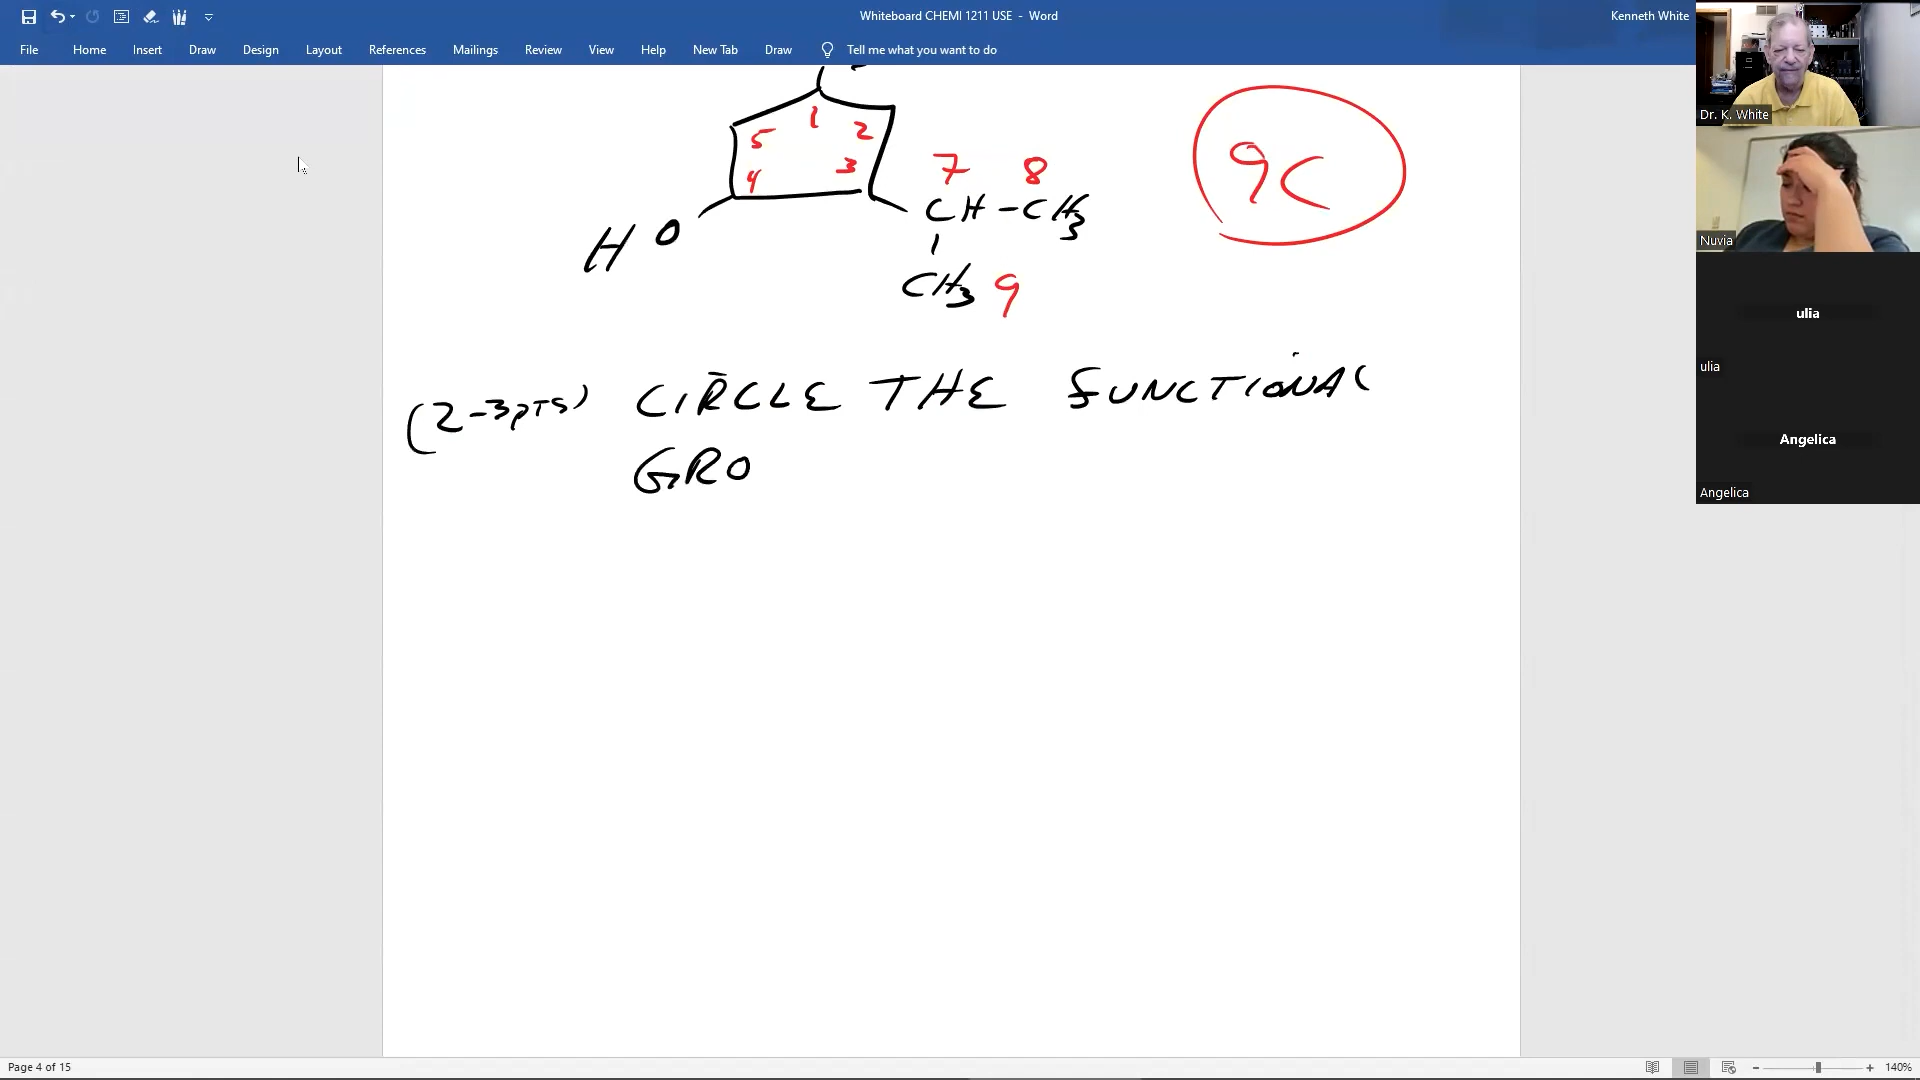 Whiteboard CHEMI 1211 USE - Word
Kenneth White
File Home Insert Draw Design Layout References Mailings Review View Help New Tab Draw Tell me what you want to do
1
5 2
4 3
7 8
CH - CH3
HO
CH3 9
9C
(2-3pts) CIRCLE THE FUNCTIONAL
GRO
Dr. K. White
Nuvia
ulia
ulia
Angelica
Angelica
Page 4 of 15
140%